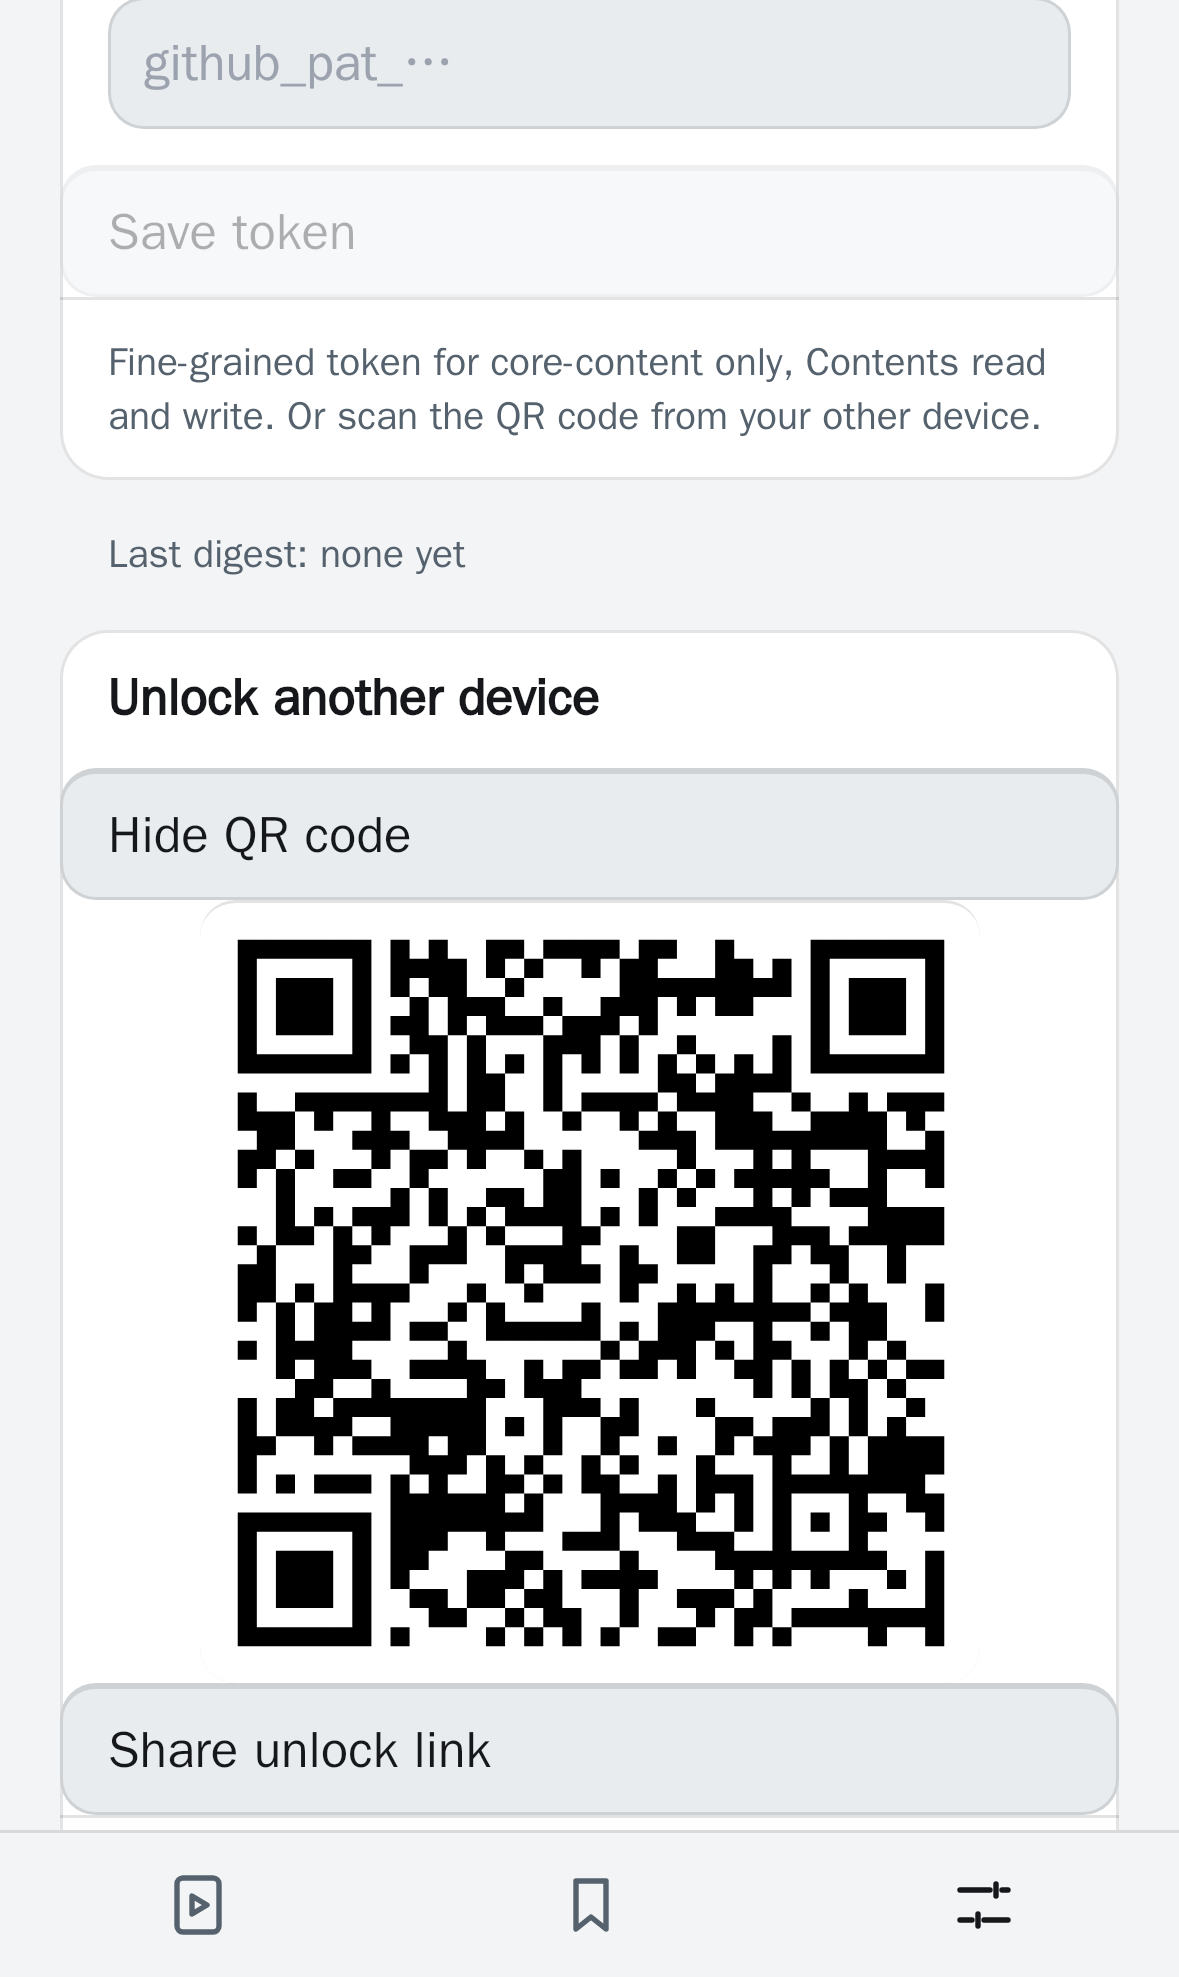 github_pat_…
Save token
Fine-grained token for core-content only, Contents read
and write. Or scan the QR code from your other device.
Last digest: none yet
Unlock another device
Hide QR code
Share unlock link